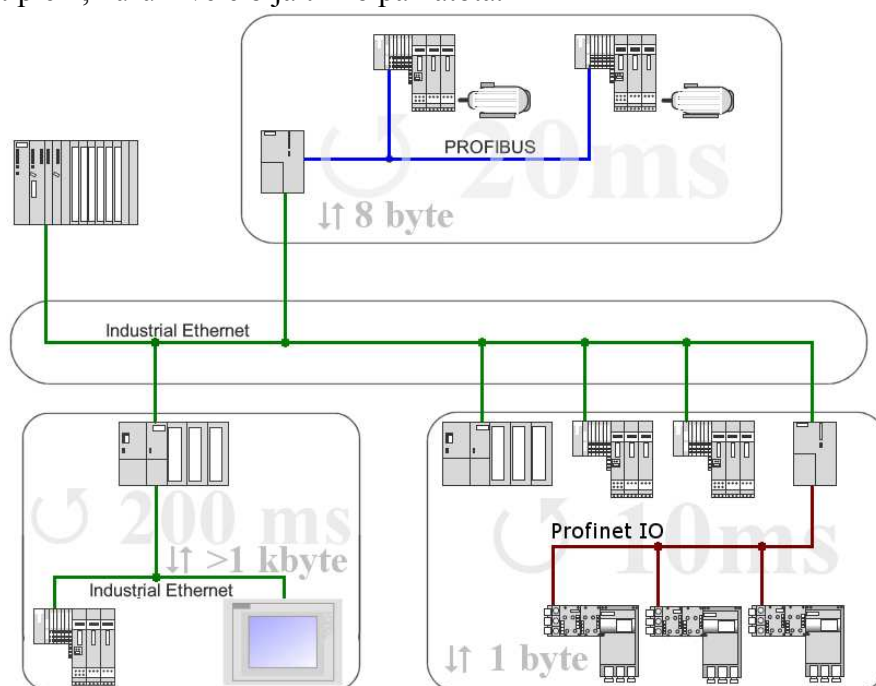 PROFIBUS
20ms
↓↑ 8 byte
Industrial Ethernet
200 ms
↓↑ >1 kbyte
Industrial Ethernet
Profinet IO
10ms
↓↑ 1 byte